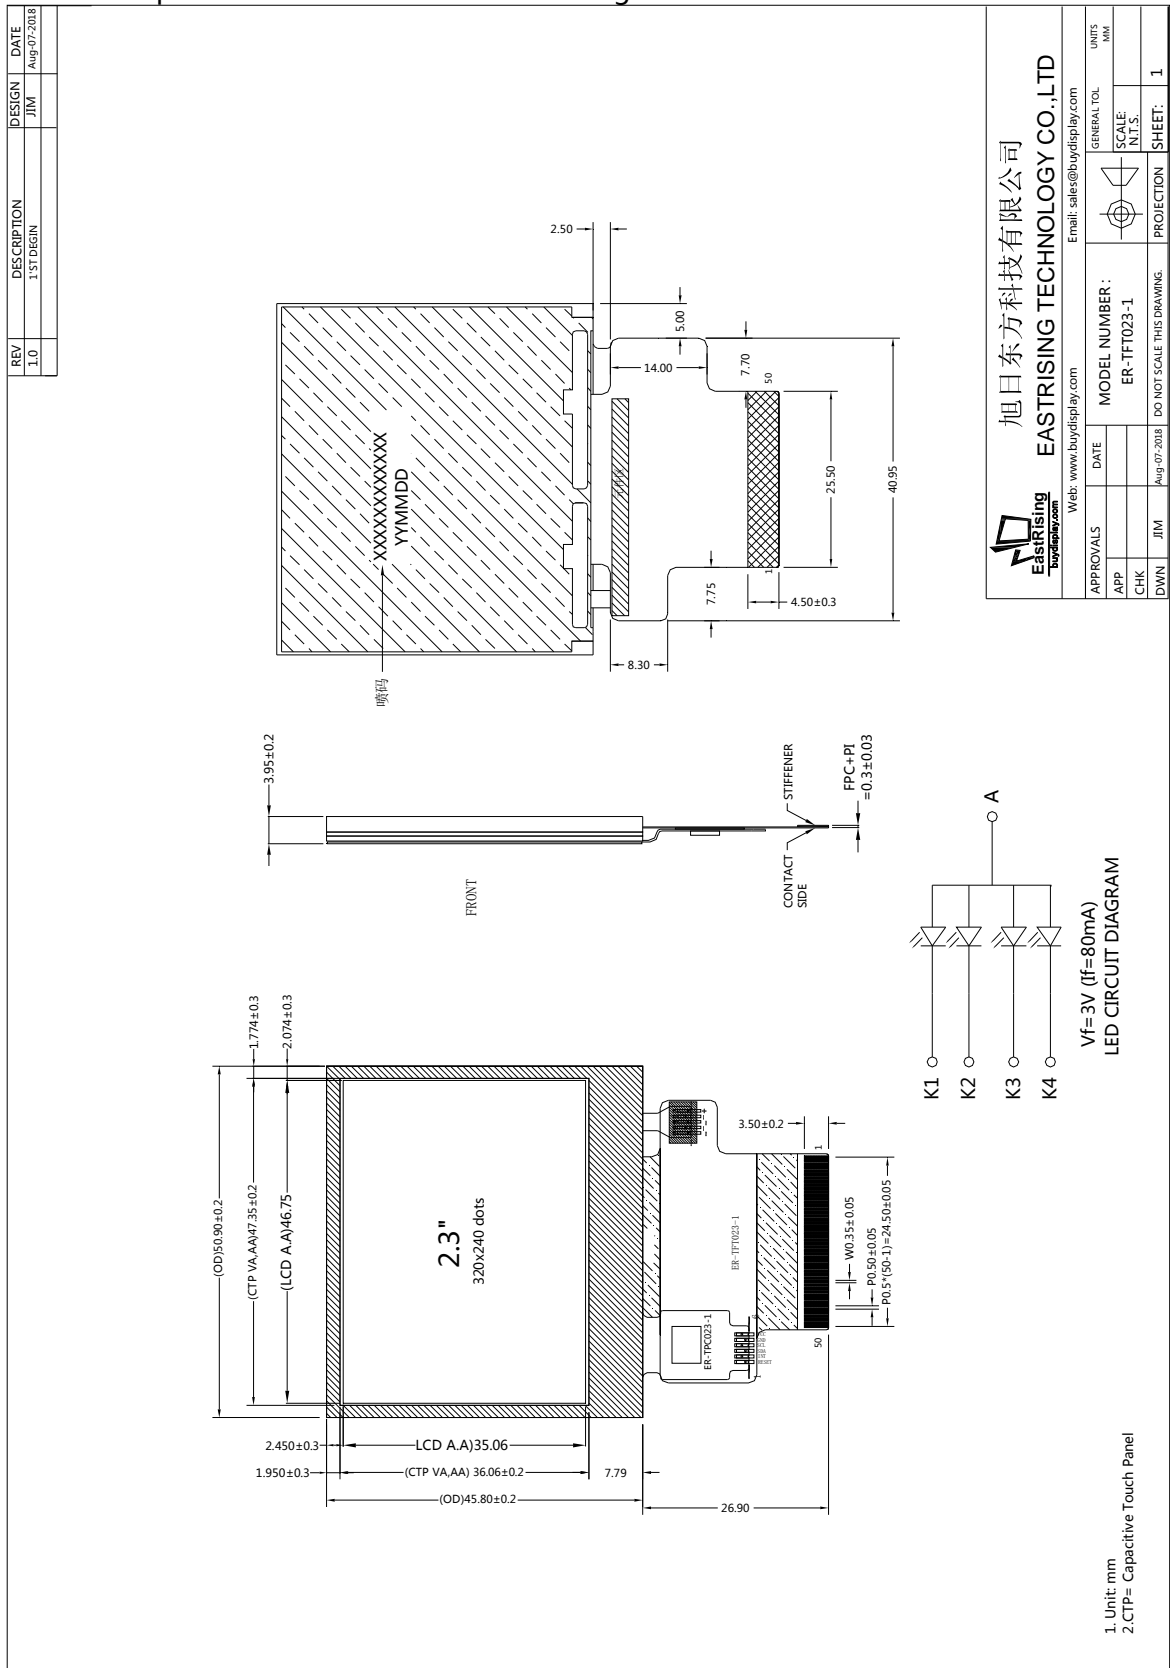 REV
DESCRIPTION
DESIGN
DATE
1.0
1'ST DEGIN
JIM
Aug-07-2018
(OD)50.90±0.2
(CTP VA,AA)47.35±0.2
(LCD A.A)46.75
1.774±0.3
2.074±0.3
2.450±0.3
1.950±0.3
LCD A.A)35.06
(CTP VA,AA) 36.06±0.2
7.79
(OD)45.80±0.2
26.90
2.3"
320x240 dots
ER-TPC023-1
ER-TFT023-1
VCC
GND
SCL
SDA
INT
RESET
1
50
1
3.50±0.2
W0.35±0.05
P0.50±0.05
P0.5*(50-1)=24.50±0.05
3.95±0.2
FRONT
CONTACT
SIDE
STIFFENER
FPC+PI
=0.3±0.03
喷码
XXXXXXXXXXX
YYMMDD
2.50
5.00
14.00
7.70
50
1
25.50
40.95
7.75
4.50±0.3
8.30
K1
K2
K3
K4
A
Vf=3V (If=80mA)
LED CIRCUIT DIAGRAM
1. Unit: mm
2.CTP= Capacitive Touch Panel
EastRising
buydisplay.com
旭日东方科技有限公司
EASTRISING TECHNOLOGY CO.,LTD
Web: www.buydisplay.com
Email: sales@buydisplay.com
APPROVALS
DATE
MODEL NUMBER :
ER-TFT023-1
GENERAL TOL
UNITS
MM
APP
CHK
SCALE:
N.T.S.
DWN
JIM
Aug-07-2018
DO NOT SCALE THIS DRAWING.
PROJECTION
SHEET:
1